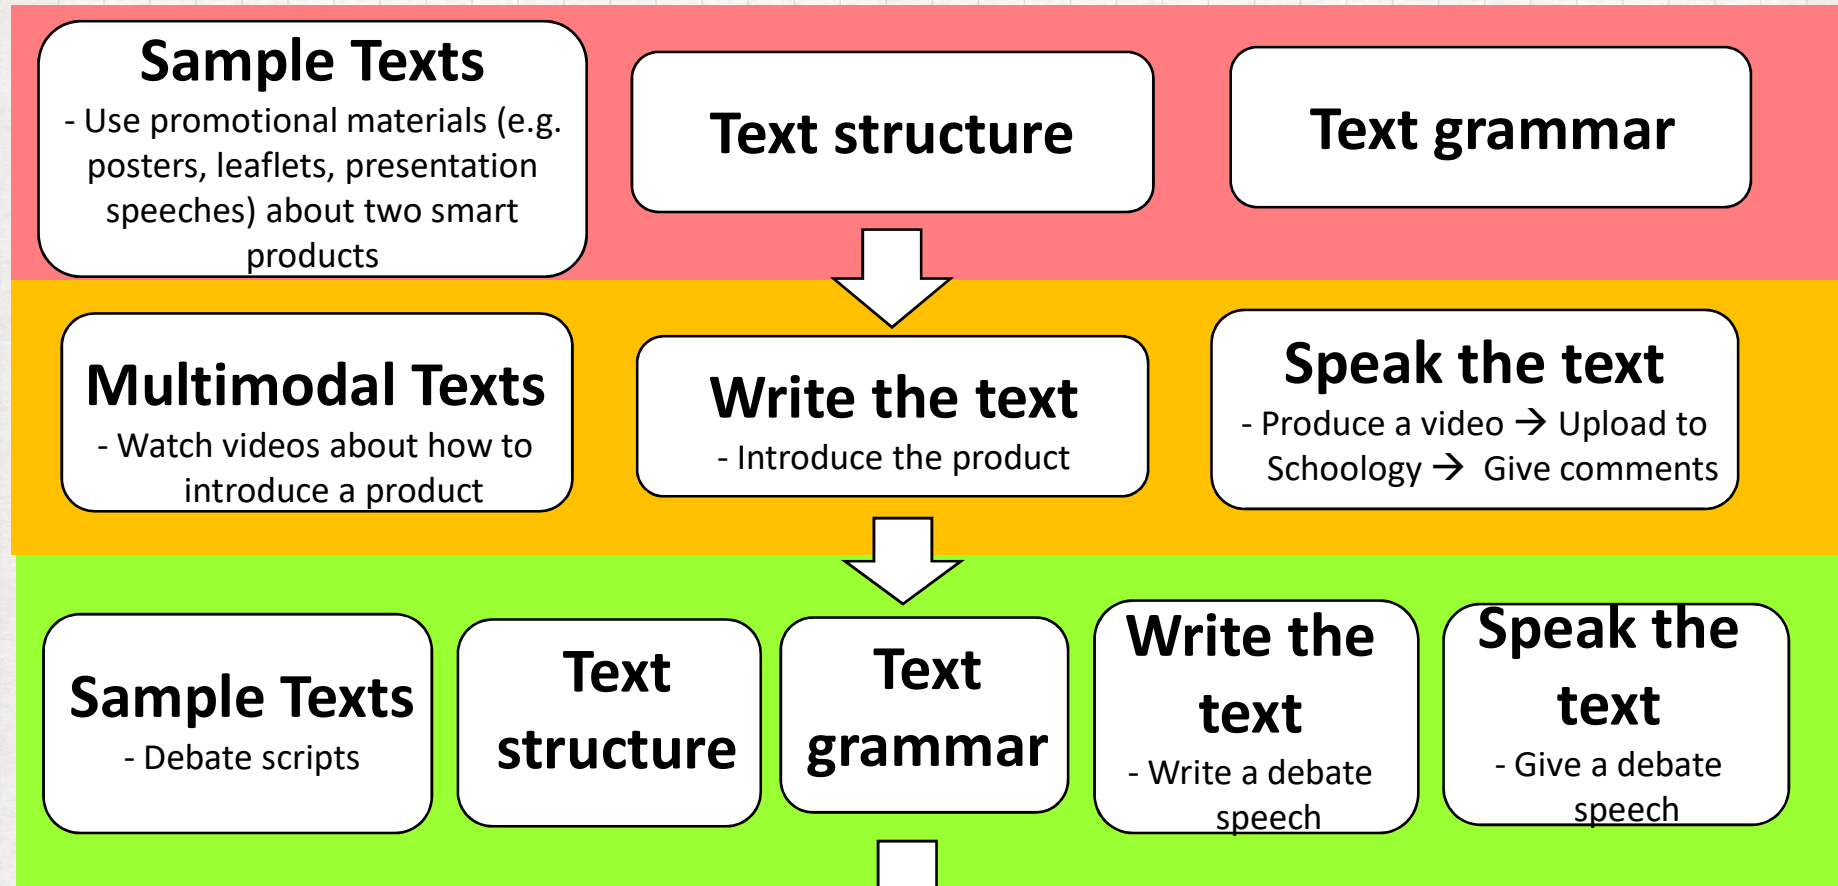 Sample Texts
- Use promotional materials (e.g.
posters, leaflets, presentation
speeches) about two smart
products
Text structure
Text grammar
Multimodal Texts
- Watch videos about how to
introduce a product
Write the text
- Introduce the product
Speak the text
- Produce a video → Upload to
Schoology → Give comments
Sample Texts
- Debate scripts
Text
structure
Text
grammar
Write the
text
- Write a debate
speech
Speak the
text
- Give a debate
speech